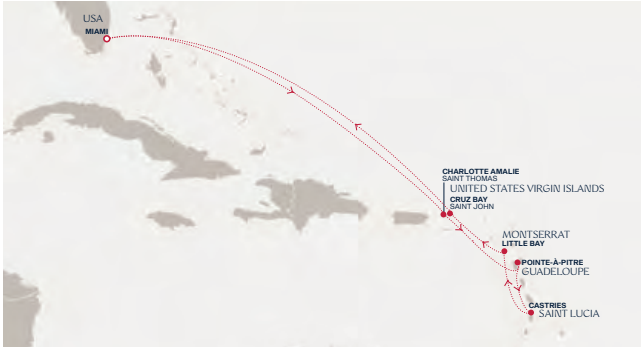 USA
MIAMI
CHARLOTTE AMALIE
SAINT THOMAS
UNITED STATES VIRGIN ISLANDS
CRUZ BAY
SAINT JOHN
MONTSERRAT
LITTLE BAY
POINTE-À-PITRE
GUADELOUPE
CASTRIES
SAINT LUCIA